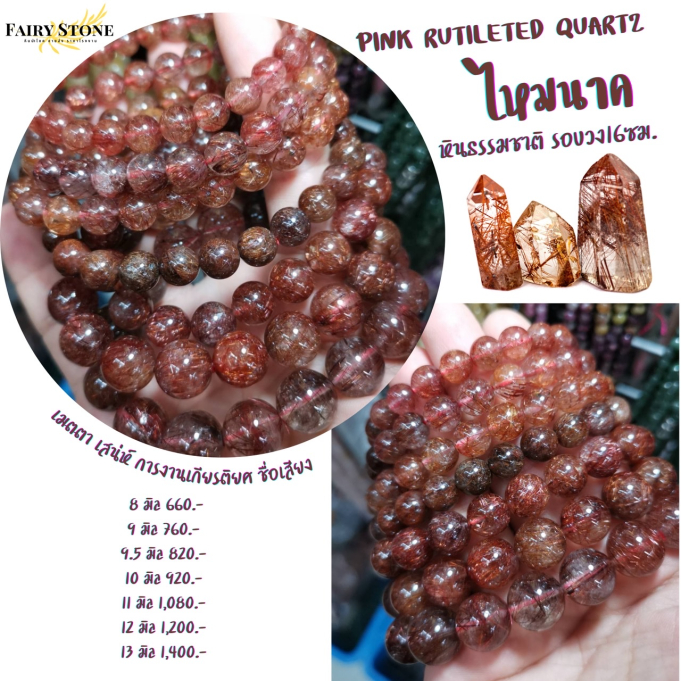 FAIRY STONE
PINK RUTILETED QUARTZ
ไหมนาค
หินธรรมชาติ รอบวง16ซม.
เมตตา เสน่ห์ การงานเกียรติยศ ชื่อเสียง
8 มิล 660.-
9 มิล 760.-
9.5 มิล 820.-
10 มิล 920.-
11 มิล 1,080.-
12 มิล 1,200.-
13 มิล 1,400.-